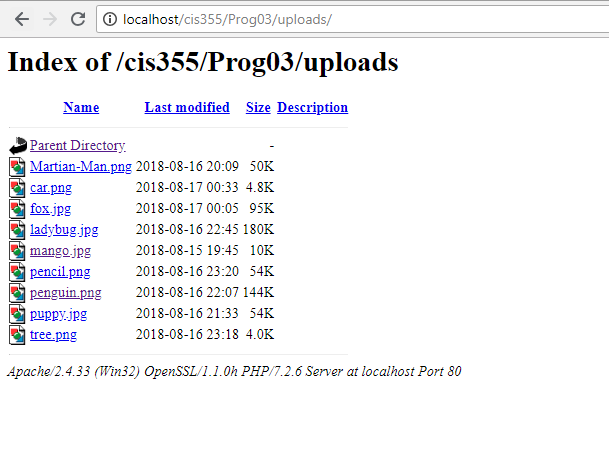 localhost/cis355/Prog03/uploads/
Index of /cis355/Prog03/uploads
Name Last modified Size Description
Parent Directory -
Martian-Man.png 2018-08-16 20:09 50K
car.png 2018-08-17 00:33 4.8K
fox.jpg 2018-08-17 00:05 95K
ladybug.jpg 2018-08-16 22:45 180K
mango.jpg 2018-08-15 19:45 10K
pencil.png 2018-08-16 23:20 54K
penguin.png 2018-08-16 22:07 144K
puppy.jpg 2018-08-16 21:33 54K
tree.png 2018-08-16 23:18 4.0K
Apache/2.4.33 (Win32) OpenSSL/1.1.0h PHP/7.2.6 Server at localhost Port 80